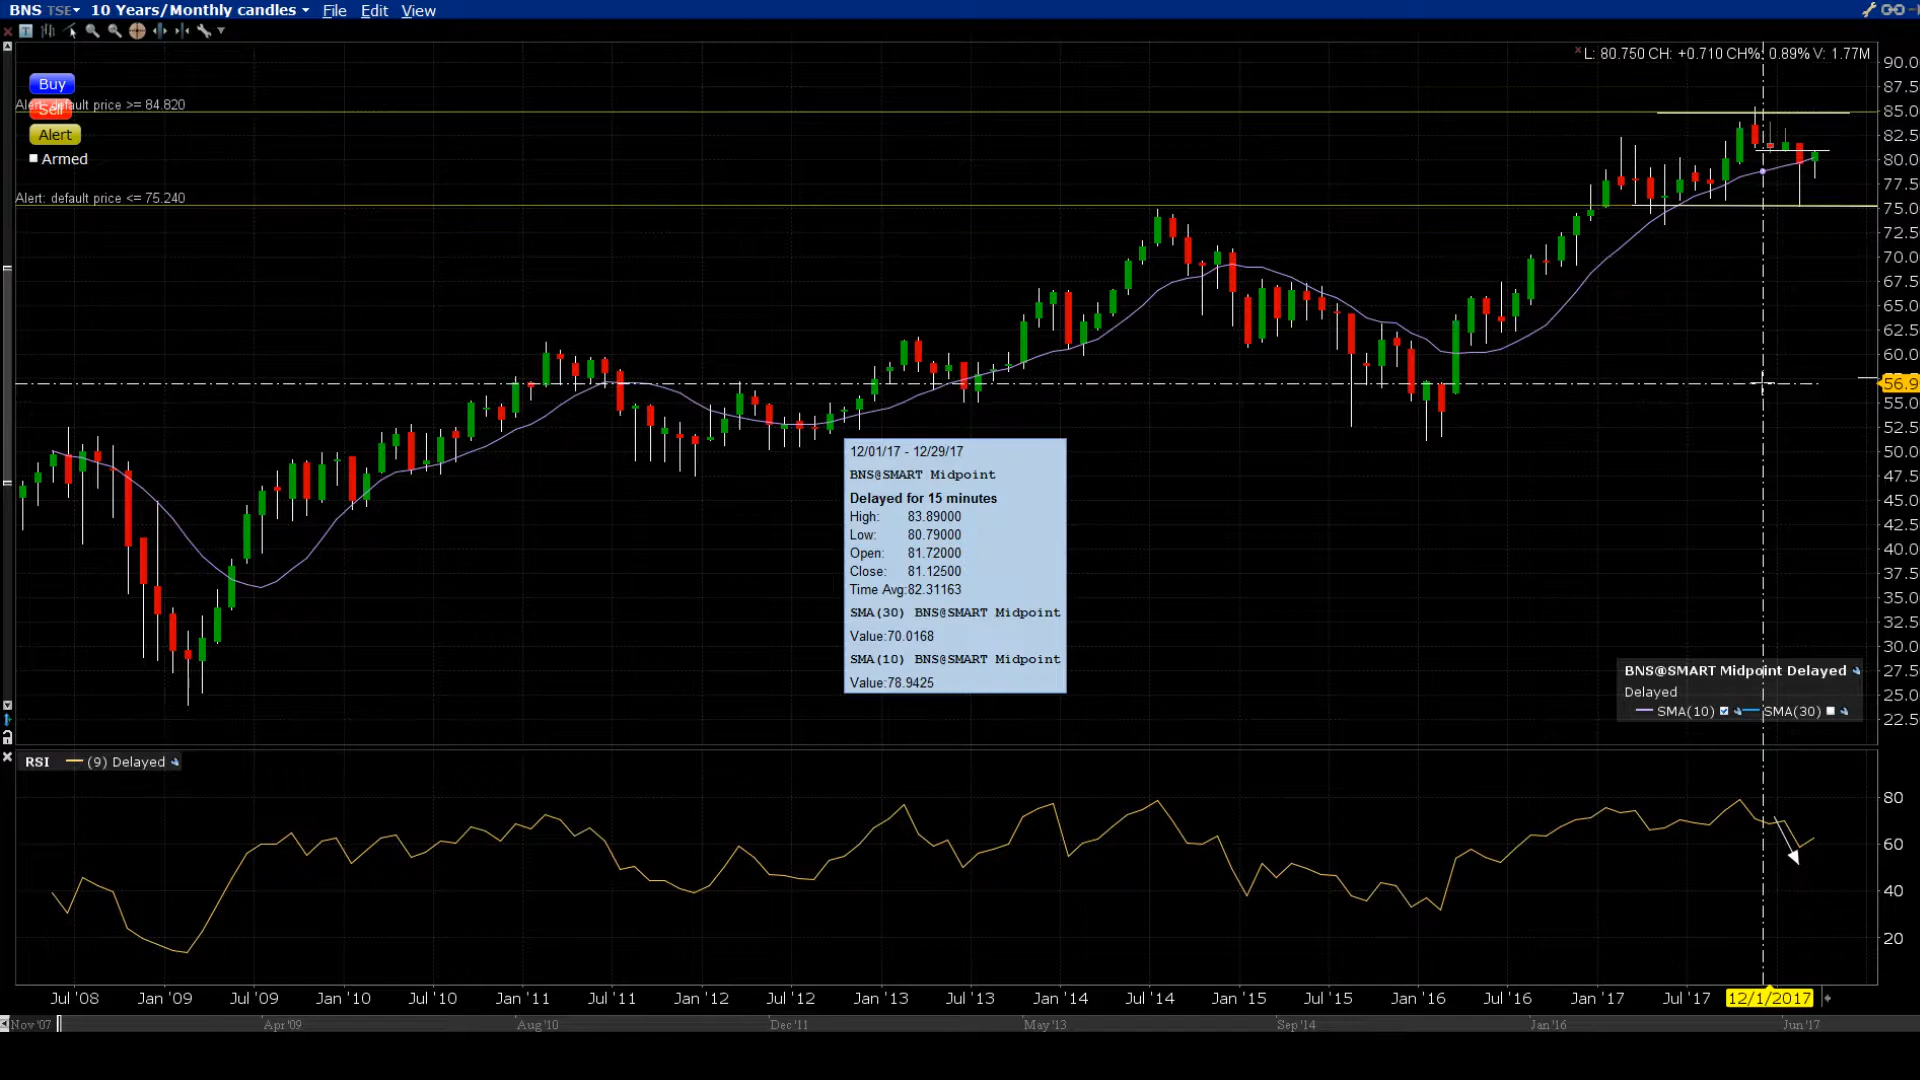 BNS TSE 10 Years/Monthly candles File Edit View
L: 80.750 CH: +0.710 CH%: 0.89% V: 1.77M
Buy
Alert: default price >= 84.820
Sell
Alert
Armed
Alert: default price <= 75.240
90.0
87.5
85.0
82.5
80.0
77.5
75.0
72.5
70.0
67.5
65.0
62.5
60.0
56.9
55.0
52.5
50.0
47.5
45.0
42.5
40.0
37.5
35.0
32.5
30.0
27.5
25.0
22.5
12/01/17 - 12/29/17
BNS@SMART Midpoint
Delayed for 15 minutes
High: 83.89000
Low: 80.79000
Open: 81.72000
Close: 81.12500
Time Avg:82.31163
SMA(30) BNS@SMART Midpoint
Value:70.0168
SMA(10) BNS@SMART Midpoint
Value:78.9425
BNS@SMART Midpoint Delayed
Delayed
SMA(10) SMA(30)
RSI (9) Delayed
80
60
40
20
Jul '08 Jan '09 Jul '09 Jan '10 Jul '10 Jan '11 Jul '11 Jan '12 Jul '12 Jan '13 Jul '13 Jan '14 Jul '14 Jan '15 Jul '15 Jan '16 Jul '16 Jan '17 Jul '17 12/1/2017
Nov '07 Apr'09 Aug'10 Dec'11 May'13 Sep'14 Jan'16 Jun'17